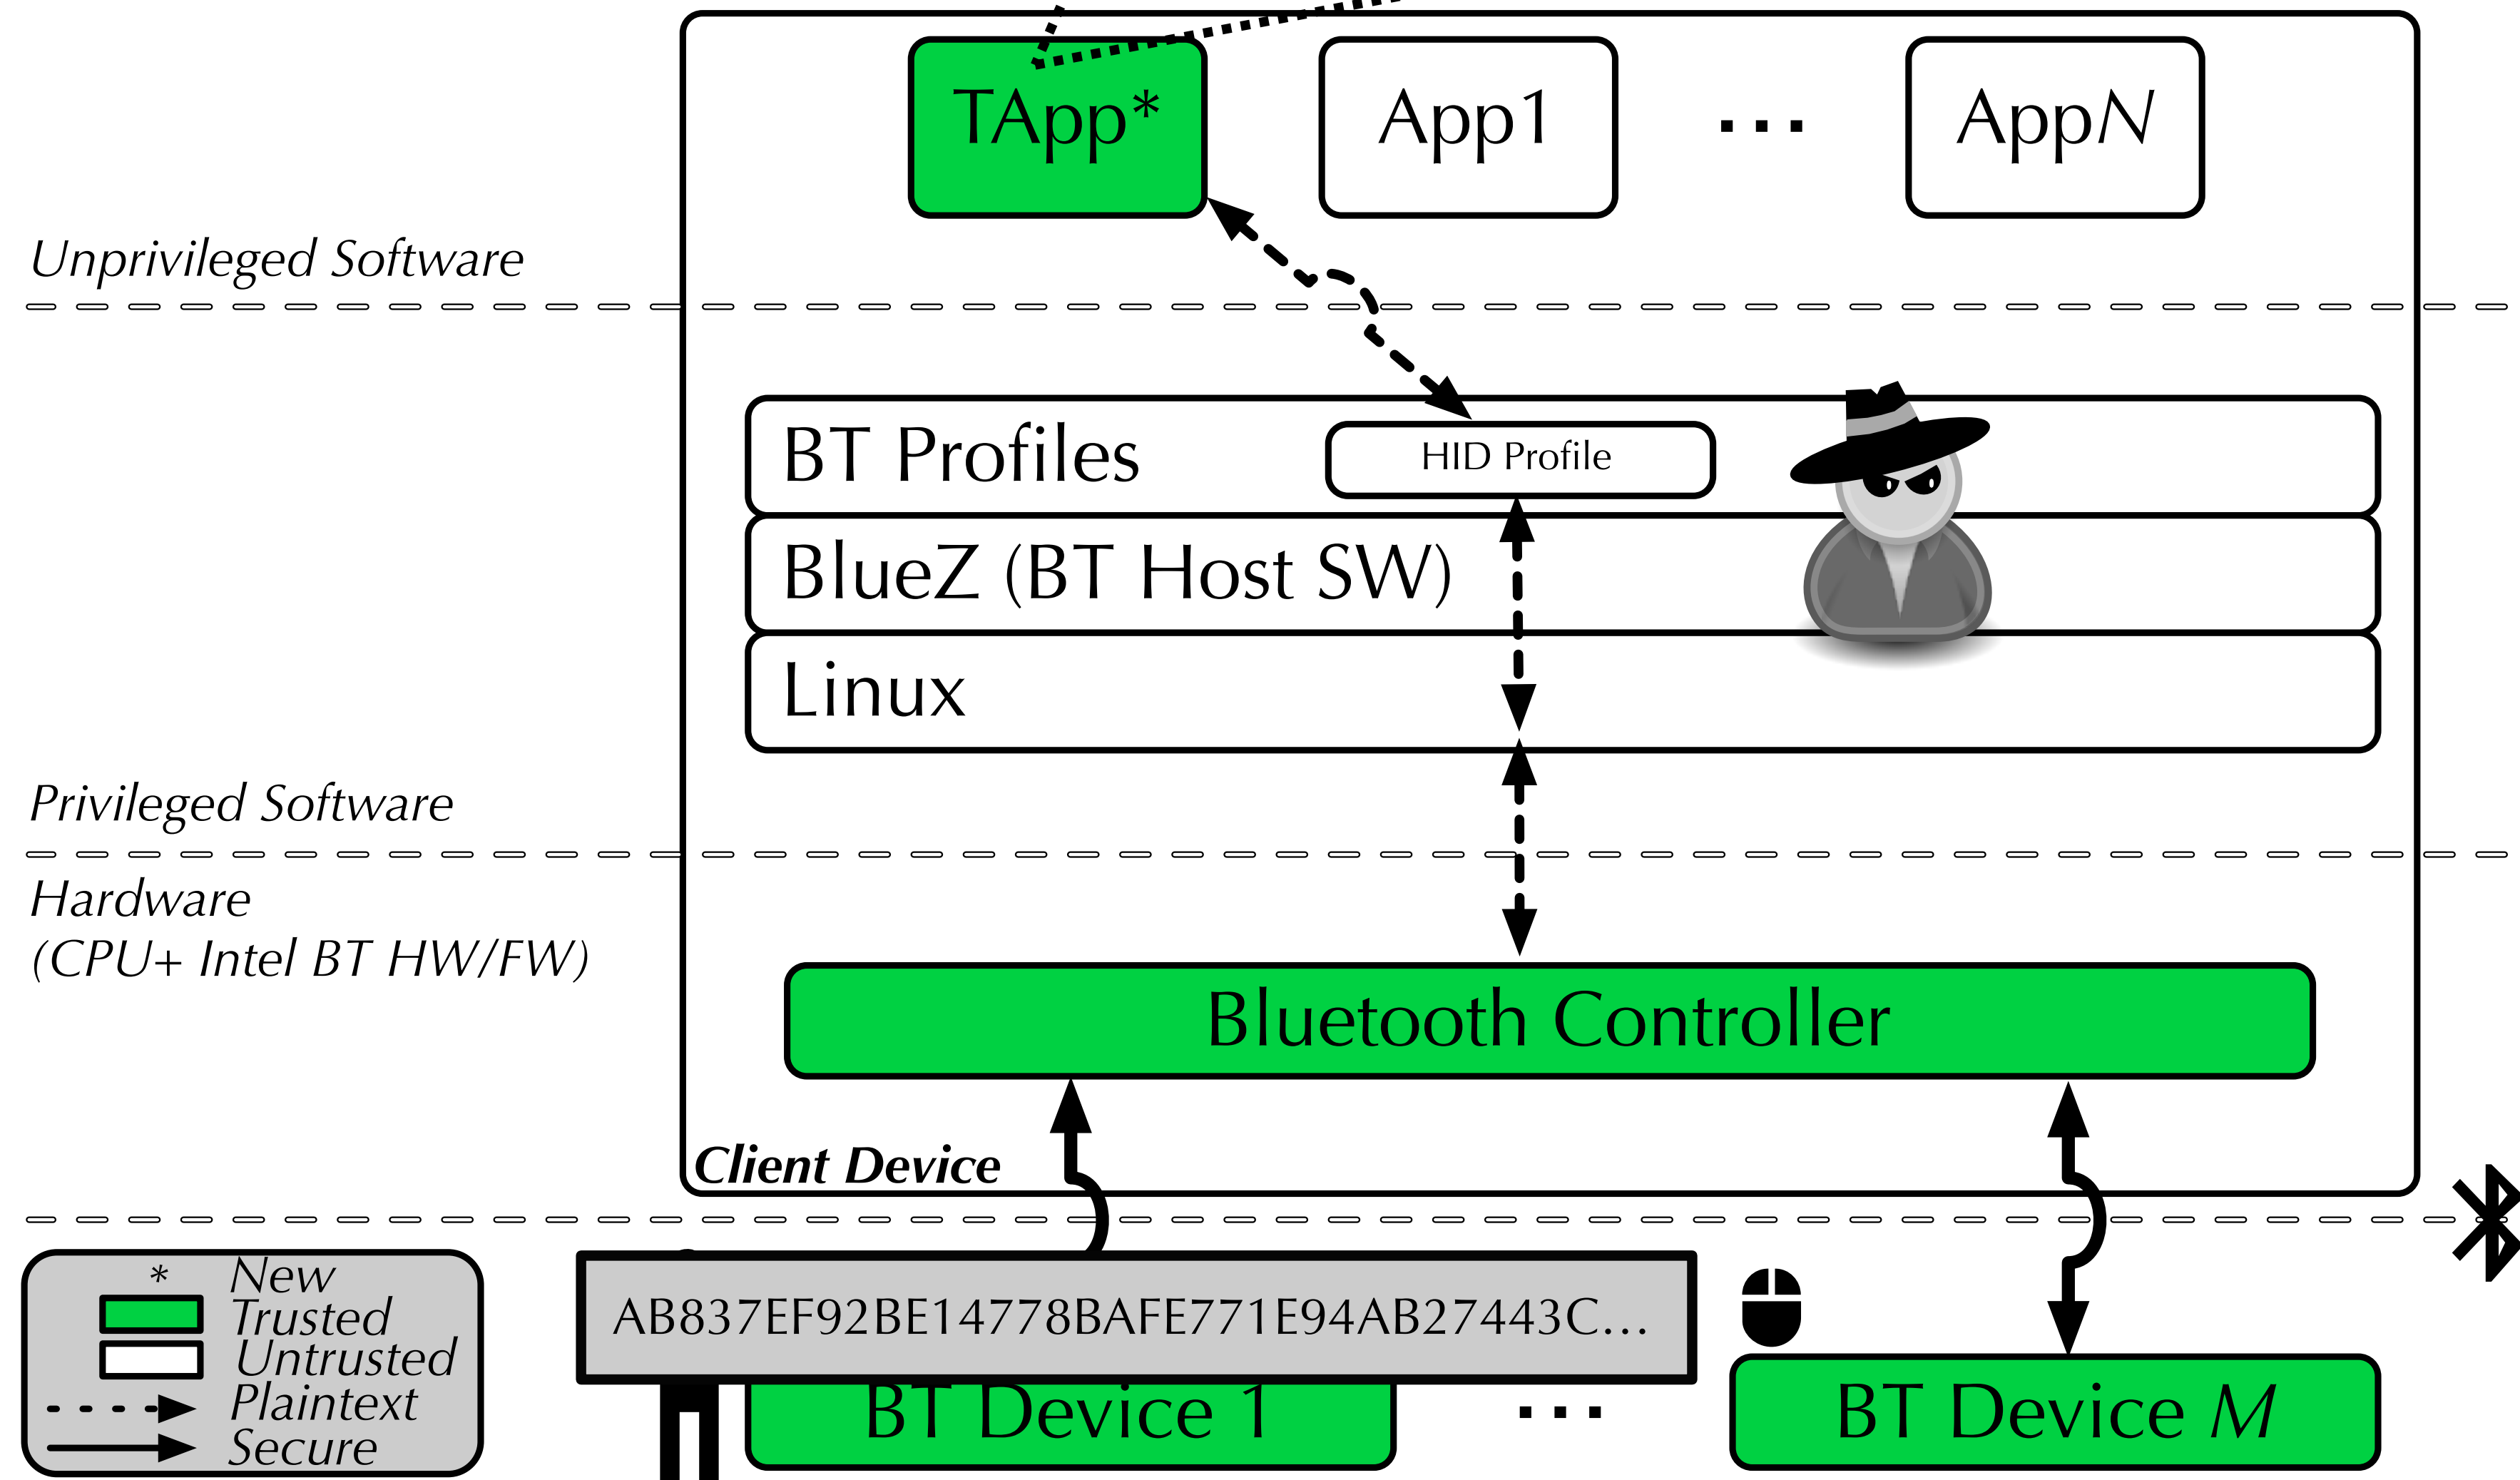 TApp*
App1
...
AppN
Unprivileged Software
BT Profiles
HID Profile
BlueZ (BT Host SW)
Linux
Privileged Software
Hardware
(CPU+ Intel BT HW/FW)
Bluetooth Controller
Client Device
* New
Trusted
Untrusted
Plaintext
Secure
AB837EF92BE14778BAFE771E94AB27443C...
BT Device 1
...
BT Device M